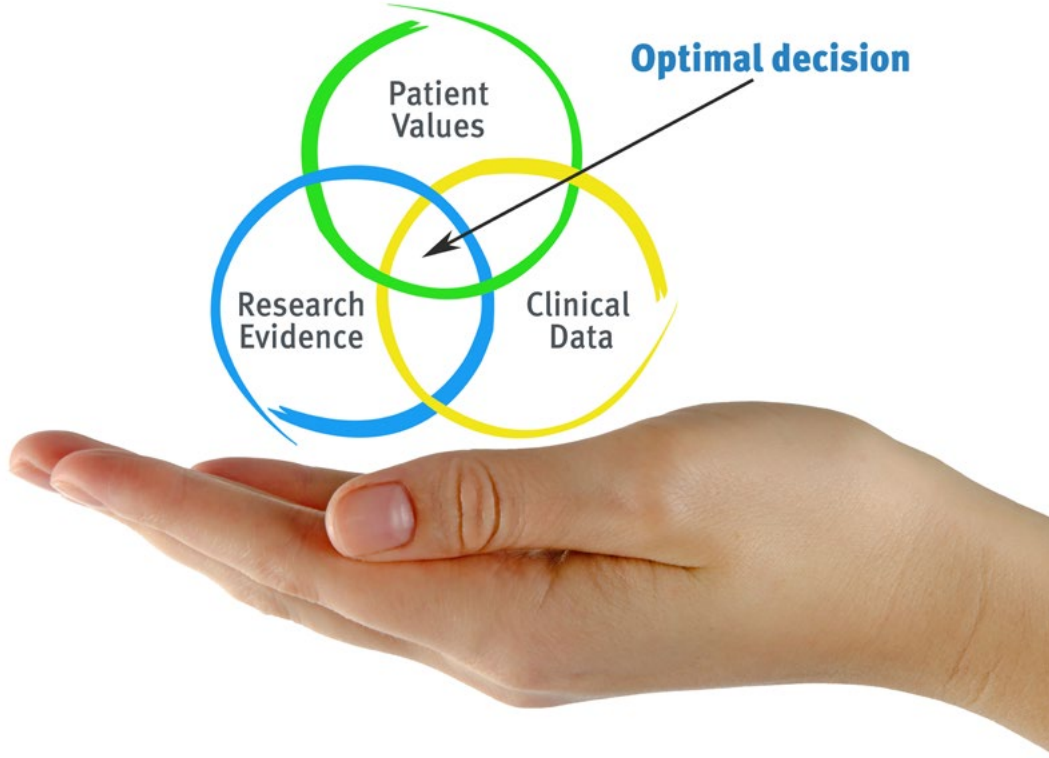 Optimal decision
Patient
Values
Research
Evidence
Clinical
Data